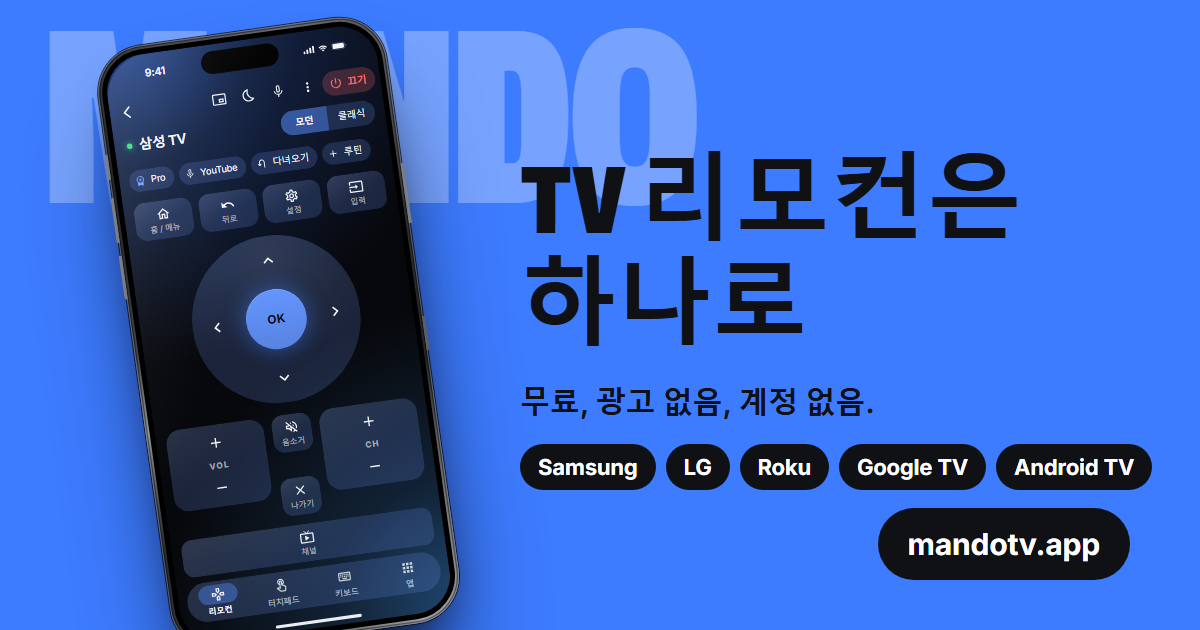 MANDO
9:41
끄기
삼성 TV
모던
클래식
Pro
YouTube
다녀오기
루틴
홈 / 메뉴
뒤로
설정
입력
OK
VOL
음소거
CH
나가기
채널
리모컨
터치패드
키보드
앱
TV 리모컨은
하나로
무료, 광고 없음, 계정 없음.
Samsung
LG
Roku
Google TV
Android TV
mandotv.app